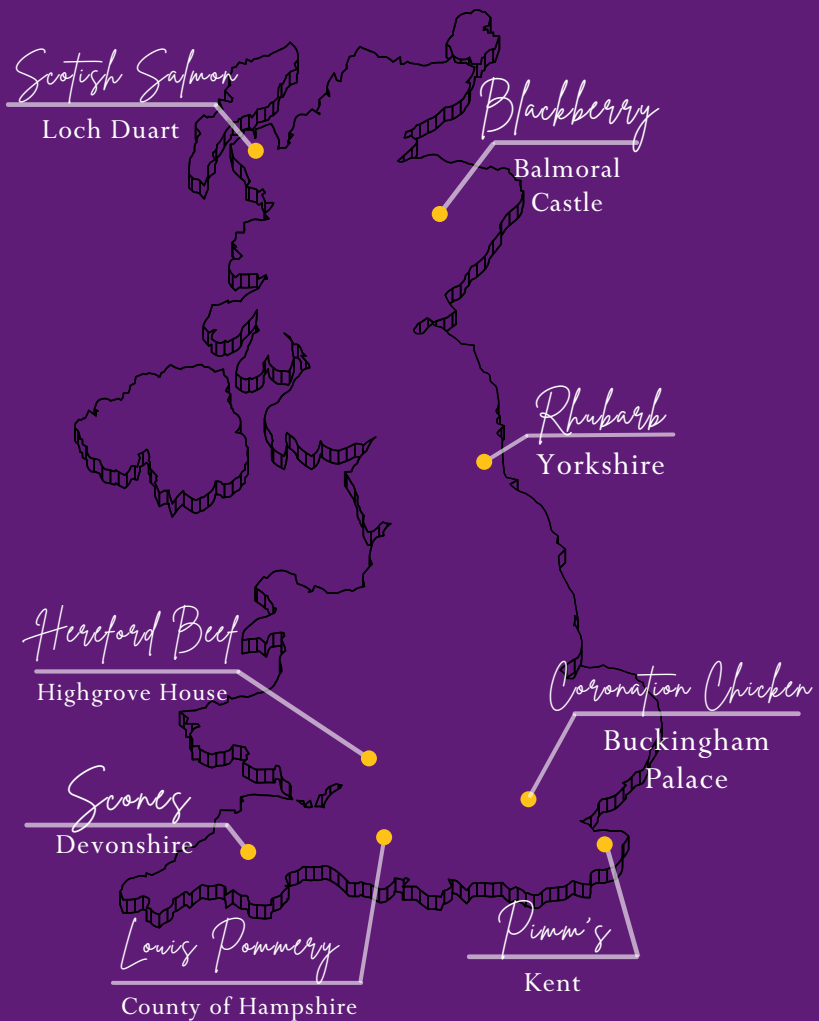 Scotish Salmon
Loch Duart
Blackberry
Balmoral
Castle
Rhubarb
Yorkshire
Hereford Beef
Highgrove House
Coronation Chicken
Buckingham
Palace
Scones
Devonshire
Louis Pommery
County of Hampshire
Pimm's
Kent